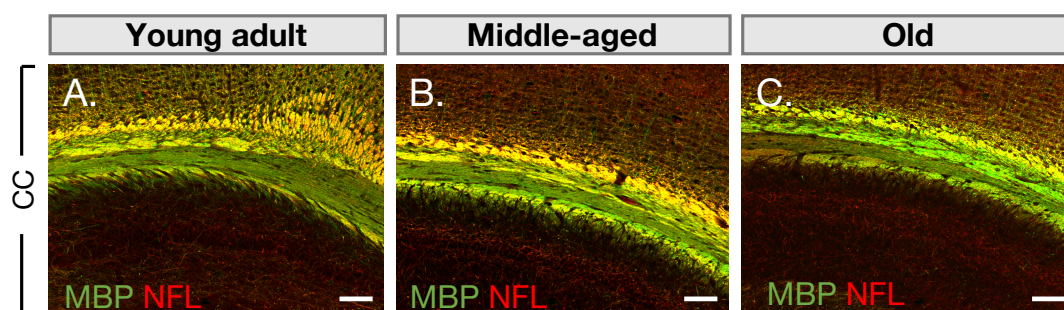 Young adult
Middle-aged
Old
CC
A.
B.
C.
MBP NFL
MBP NFL
MBP NFL